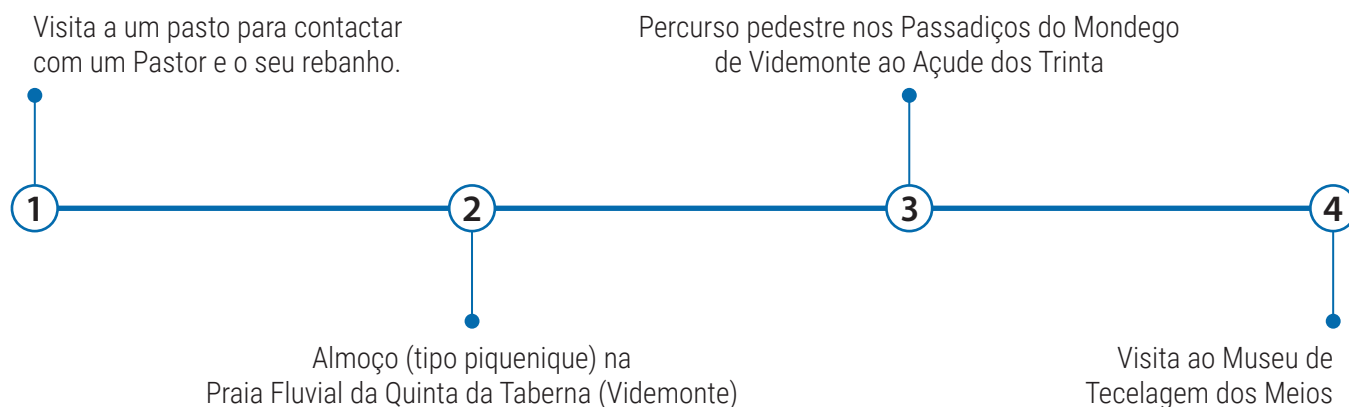 Visita a um pasto para contactar
com um Pastor e o seu rebanho.
Percurso pedestre nos Passadiços do Mondego
de Videmonte ao Açude dos Trinta
1
2
3
4
Almoço (tipo piquenique) na
Praia Fluvial da Quinta da Taberna (Videmonte)
Visita ao Museu de
Tecelagem dos Meios